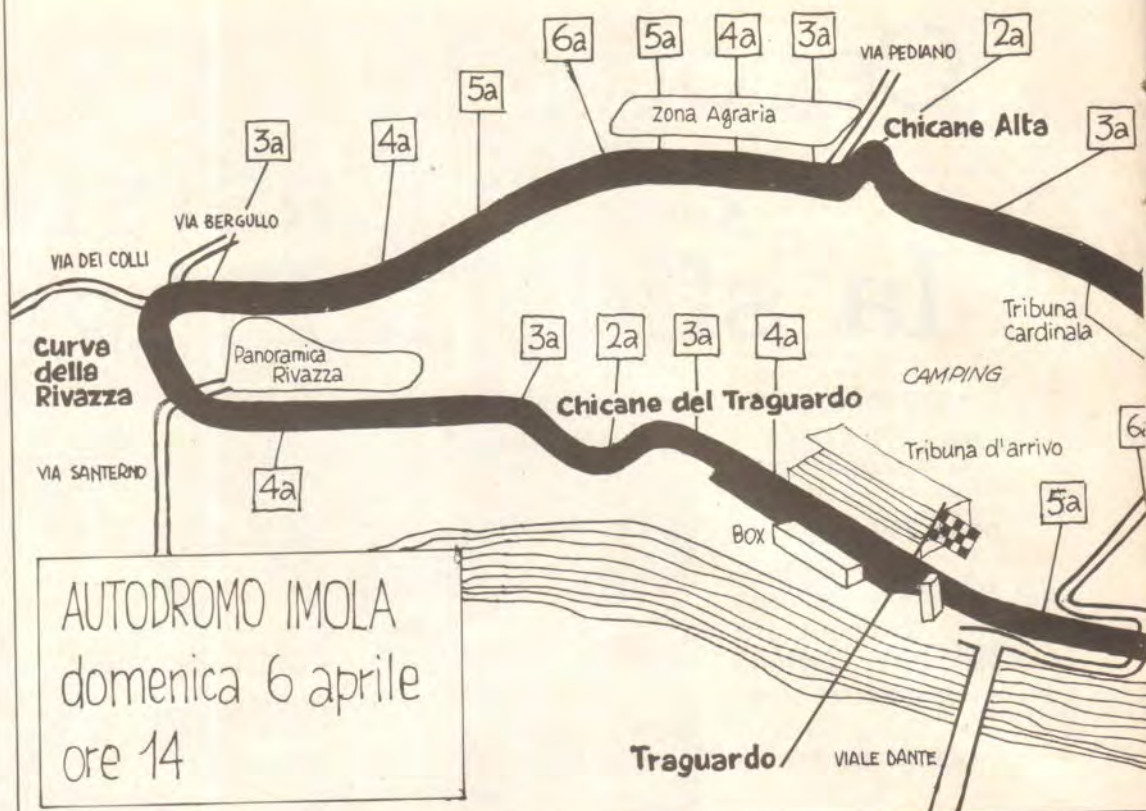 6a
5a
4a
3a
2a
VIA PEDIANO
5a
Zona Agraria
Chicane Alta
3a
4a
3a
VIA BERGULLO
VIA DEI COLLI
Tribuna
Cardinala
Curva
della
Rivazza
Panoramica
Rivazza
3a
2a
3a
4a
CAMPING
Chicane del Traguardo
Tribuna d'arrivo
VIA SANTERNO
4a
BOX
5a
AUTODROMO IMOLA
domenica 6 aprile
ore 14
Traguardo
VIALE DANTE